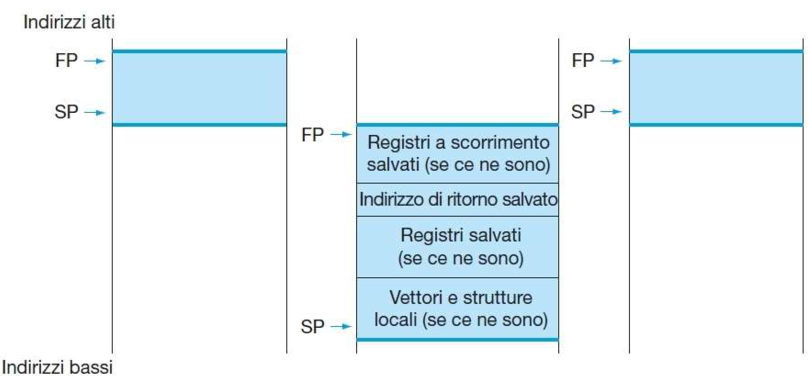 Indirizzi alti
FP
SP
FP
Registri a scorrimento
salvati (se ce ne sono)
Indirizzo di ritorno salvato
Registri salvati
(se ce ne sono)
Vettori e strutture
locali (se ce ne sono)
SP
FP
SP
Indirizzi bassi